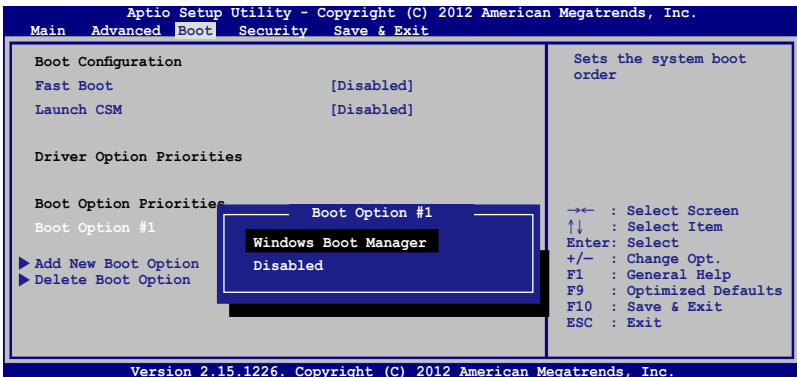 Aptio Setup Utility - Copyright (C) 2012 American Megatrends, Inc.
Main Advanced Boot Security Save & Exit
Boot Configuration
Fast Boot [Disabled]
Launch CSM [Disabled]
Driver Option Priorities
Boot Option Priorities
Boot Option #1
Add New Boot Option
Delete Boot Option
Boot Option #1
Windows Boot Manager
Disabled
Sets the system boot
order
→← : Select Screen
↑↓ : Select Item
Enter: Select
+/— : Change Opt.
F1 : General Help
F9 : Optimized Defaults
F10 : Save & Exit
ESC : Exit
Version 2.15.1226. Copyright (C) 2012 American Megatrends, Inc.